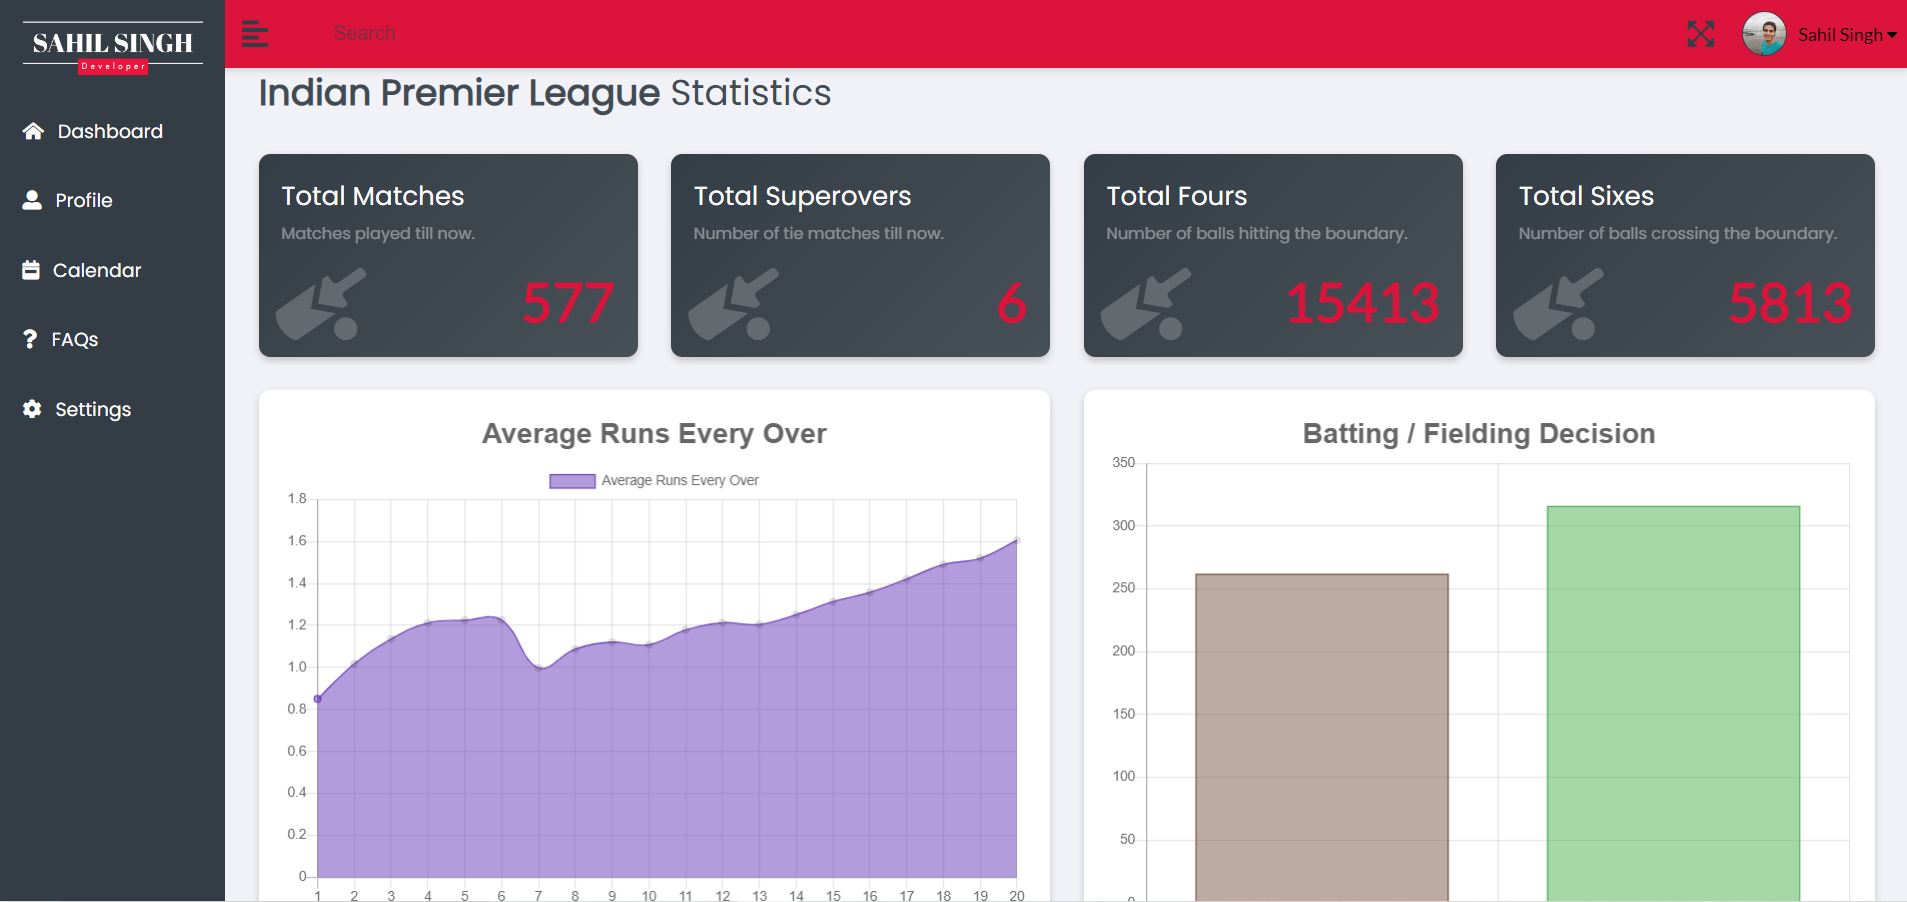 SAHIL SINGH
Developer
Dashboard
Profile
Calendar
FAQs
Settings
Search
Sahil Singh
Indian Premier League Statistics
Total Matches
Matches played till now.
577
Total Superovers
Number of tie matches till now.
6
Total Fours
Number of balls hitting the boundary.
15413
Total Sixes
Number of balls crossing the boundary.
5813
Average Runs Every Over
Average Runs Every Over
1.8
1.6
1.4
1.2
1.0
0.8
0.6
0.4
0.2
0
1 2 3 4 5 6 7 8 9 10 11 12 13 14 15 16 17 18 19 20
Batting / Fielding Decision
350
300
250
200
150
100
50
0